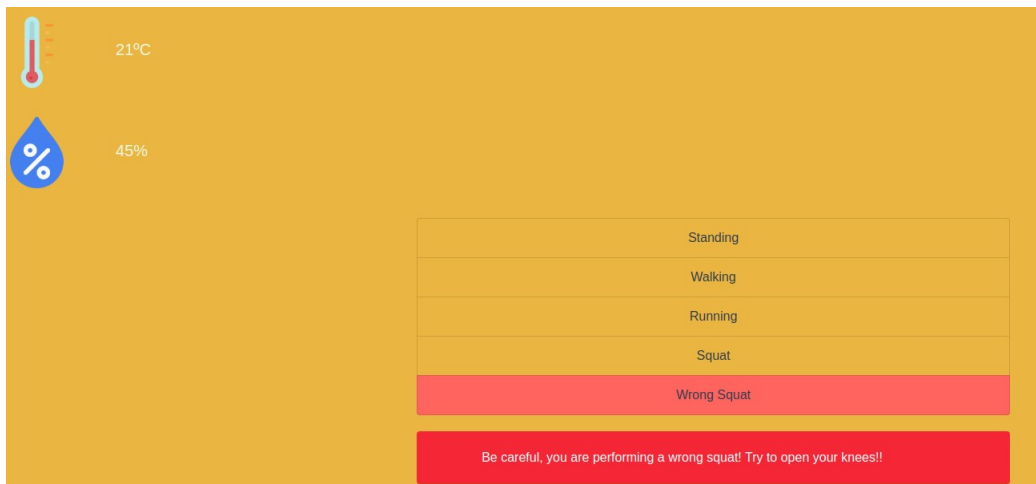 21ºC
45%
Standing
Walking
Running
Squat
Wrong Squat
Be careful, you are performing a wrong squat! Try to open your knees!!